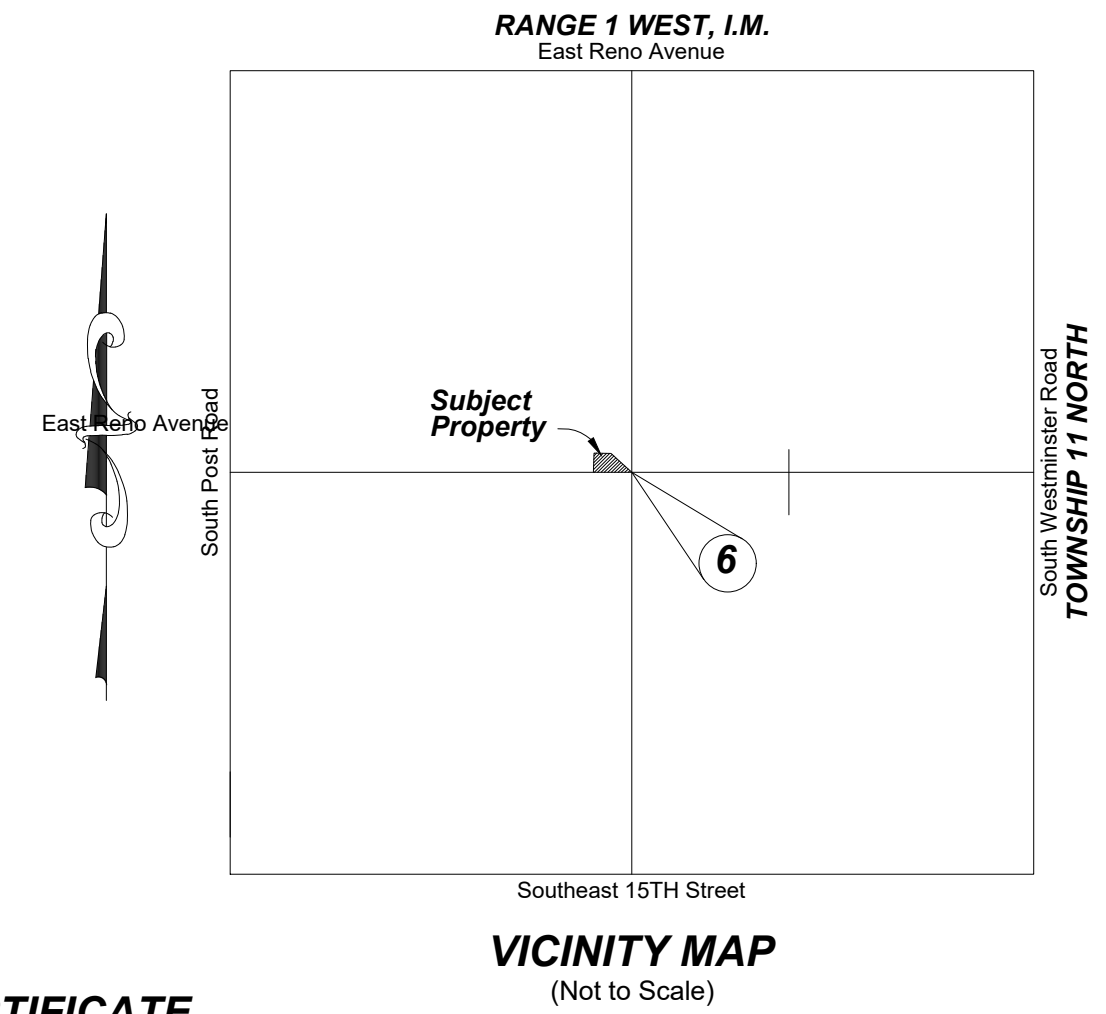 RANGE 1 WEST, I.M.
East Reno Avenue
Subject
Property
East Reno Avenue
South Post Road
South Westminster Road
TOWNSHIP 11 NORTH
6
Southeast 15TH Street
VICINITY MAP
(Not to Scale)